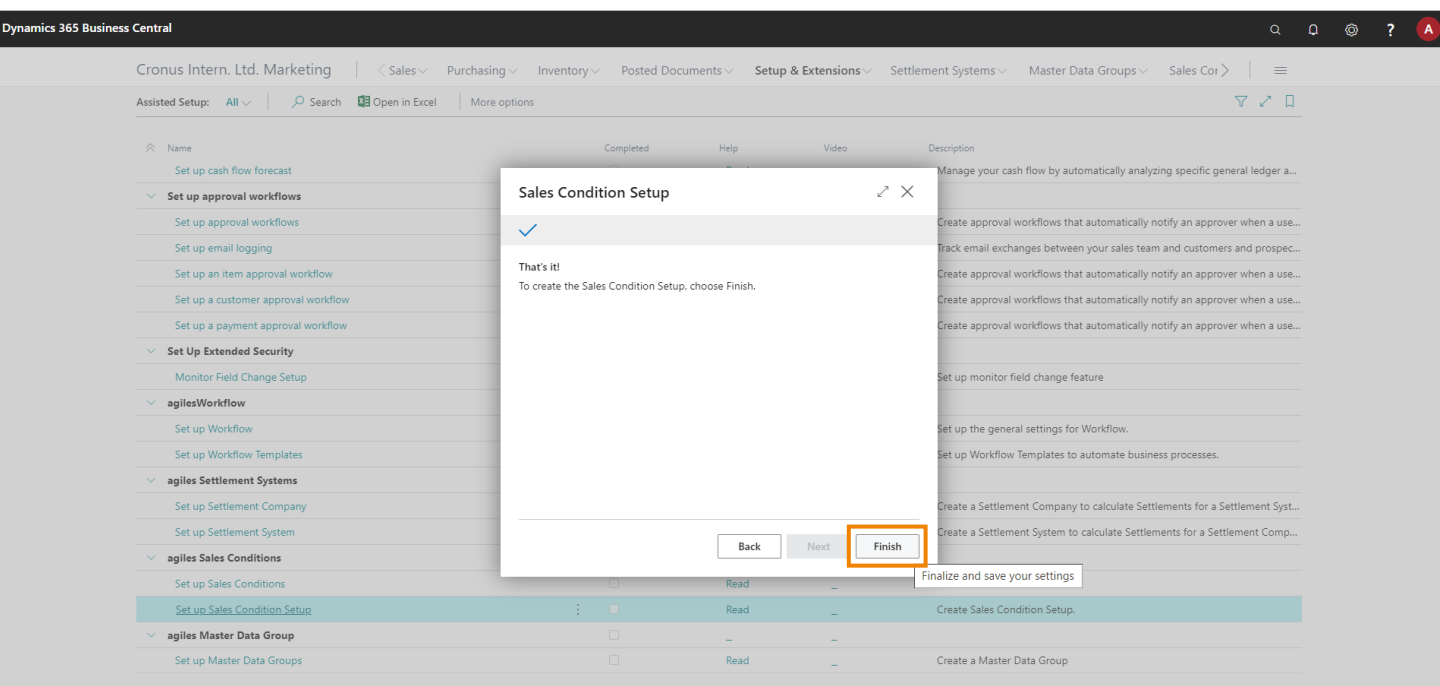 Dynamics 365 Business Central ? A
Cronus Intern. Ltd. Marketing Sales Purchasing Inventory Posted Documents Setup & Extensions Settlement Systems Master Data Groups Sales Cor
Assisted Setup: All Search Open in Excel More options
Name Completed Help Video Description
Set up cash flow forecast Manage your cash flow by automatically analyzing specific general ledger a...
Sales Condition Setup
Set up approval workflows
Set up approval workflows Create approval workflows that automatically notify an approver when a use...
Set up email logging Track email exchanges between your sales team and customers and prospec...
That's it!
Set up an item approval workflow Create approval workflows that automatically notify an approver when a use...
To create the Sales Condition Setup, choose Finish.
Set up a customer approval workflow Create approval workflows that automatically notify an approver when a use...
Set up a payment approval workflow Create approval workflows that automatically notify an approver when a use...
Set Up Extended Security
Monitor Field Change Setup Set up monitor field change feature
agilesWorkflow
Set up Workflow Set up the general settings for Workflow.
Set up Workflow Templates Set up Workflow Templates to automate business processes.
agiles Settlement Systems
Set up Settlement Company Create a Settlement Company to calculate Settlements for a Settlement Syst...
Set up Settlement System Create a Settlement System to calculate Settlements for a Settlement Comp...
Back Next Finish
agiles Sales Conditions
Finalize and save your settings
Set up Sales Conditions Read _
Set up Sales Condition Setup Read _ Create Sales Condition Setup.
agiles Master Data Group _ _
Set up Master Data Groups Read _ Create a Master Data Group